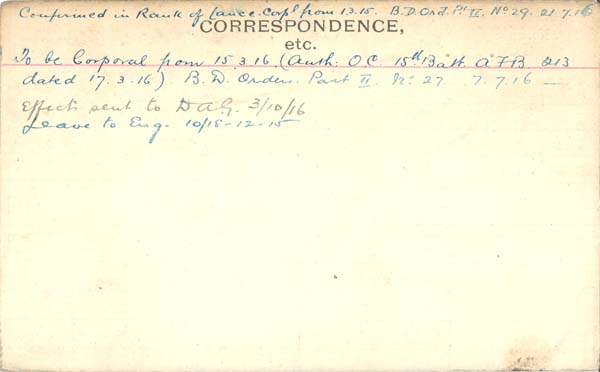 Confirmed in Rank of Lance Corpl from 1.3.15. B.D. Ord. Pt II. No 29. 21.7.16
CORRESPONDENCE,
etc.
To be Corporal from 15.3.16 (Auth: O.C. 15th Batt. A.F.B 213
dated 17.3.16) B.D. Orders. Part II. No 27. 7.7.16 —
Effects sent to D.A.G. 3/10/16
Leave to Eng. 10/18-12-15